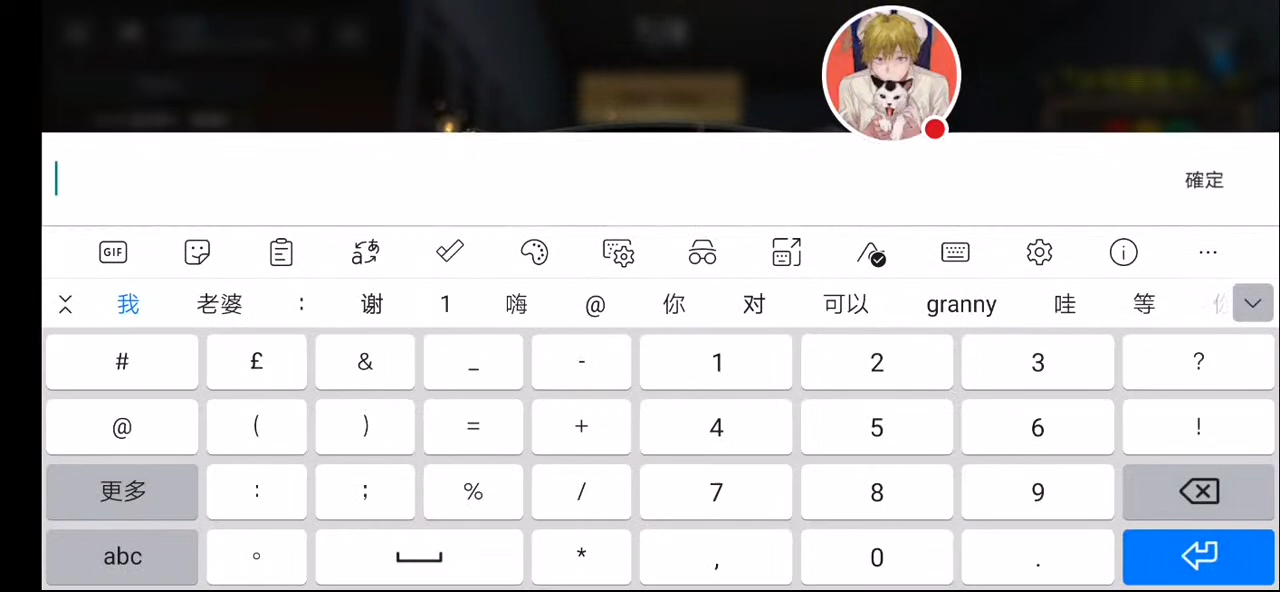 確定
GIF
我 老婆 : 谢 1 嗨 @ 你 对 可以 granny 哇 等
# £ & _ - 1 2 3 ?
@ ( ) = + 4 5 6 !
更多 : ; % / 7 8 9
abc ° * , 0 .